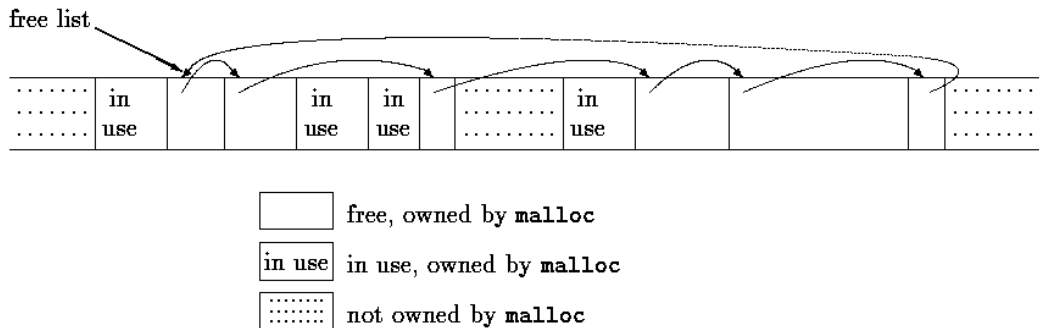 free list
in use
in use
in use
in use
free, owned by malloc
in use
in use, owned by malloc
not owned by malloc